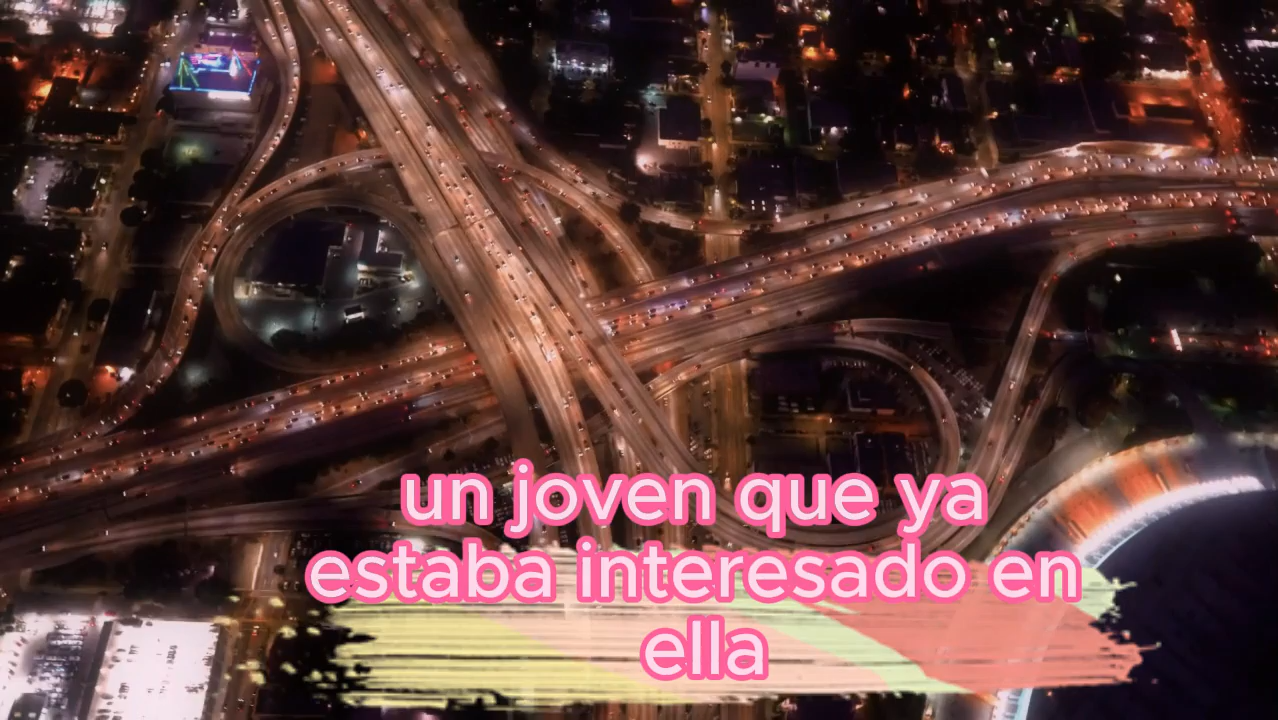 un joven que ya
estaba interesado en
ella